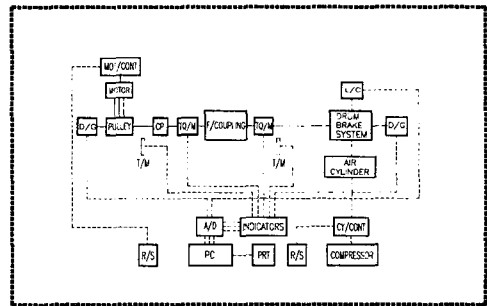 MOT/CONT
MOTOR
L/C
D/G PULLEY CP TQ/M F/COUPLING TQ/M DRUM BRAKE SYSTEM D/G
T/M T/M
AIR CYLINDER
A/D INDICATORS CY/CONT
R/S PC PRT R/S COMPRESSOR